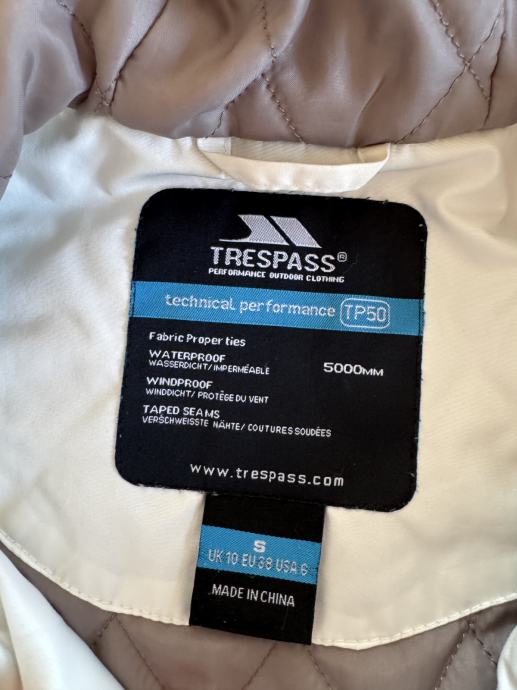 TRESPASS®
PERFORMANCE OUTDOOR CLOTHING
technical performance TP50
Fabric Properties
WATERPROOF 5000MM
WASSERDICHT/IMPERMÉABLE
WINDPROOF
WINDDICHT/ PROTÈGE DU VENT
TAPED SEAMS
VERSCHWEISSTE NÄHTE/ COUTURES SOUDÉES
www.trespass.com
S
UK 10 EU 38 USA 6
MADE IN CHINA